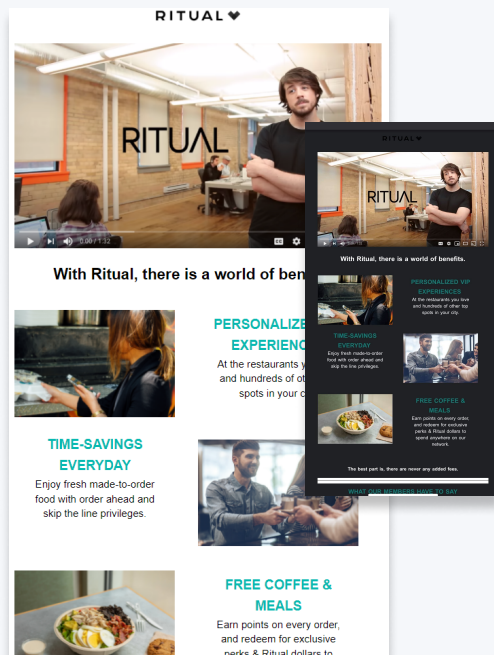 RITUAL
RITUAL
0:00 / 1:32
With Ritual, there is a world of ben
PERSONALIZE
EXPERIENC
At the restaurants y
and hundreds of ot
spots in your c
TIME-SAVINGS
EVERYDAY
Enjoy fresh made-to-order
food with order ahead and
skip the line privileges.
FREE COFFEE &
MEALS
Earn points on every order,
and redeem for exclusive
perks & Ritual dollars to
RITUAL
RITUAL
With Ritual, there is a world of benefits.
PERSONALIZED VIP
EXPERIENCES
At the restaurants you love
and hundreds of other top
spots in your city.
TIME-SAVINGS
EVERYDAY
Enjoy fresh made-to-order
food with order ahead and
skip the line privileges.
FREE COFFEE &
MEALS
Earn points on every order,
and redeem for exclusive
perks & Ritual dollars to
spend anywhere on our
network.
The best part is, there are never any added fees.
WHAT OUR MEMBERS HAVE TO SAY